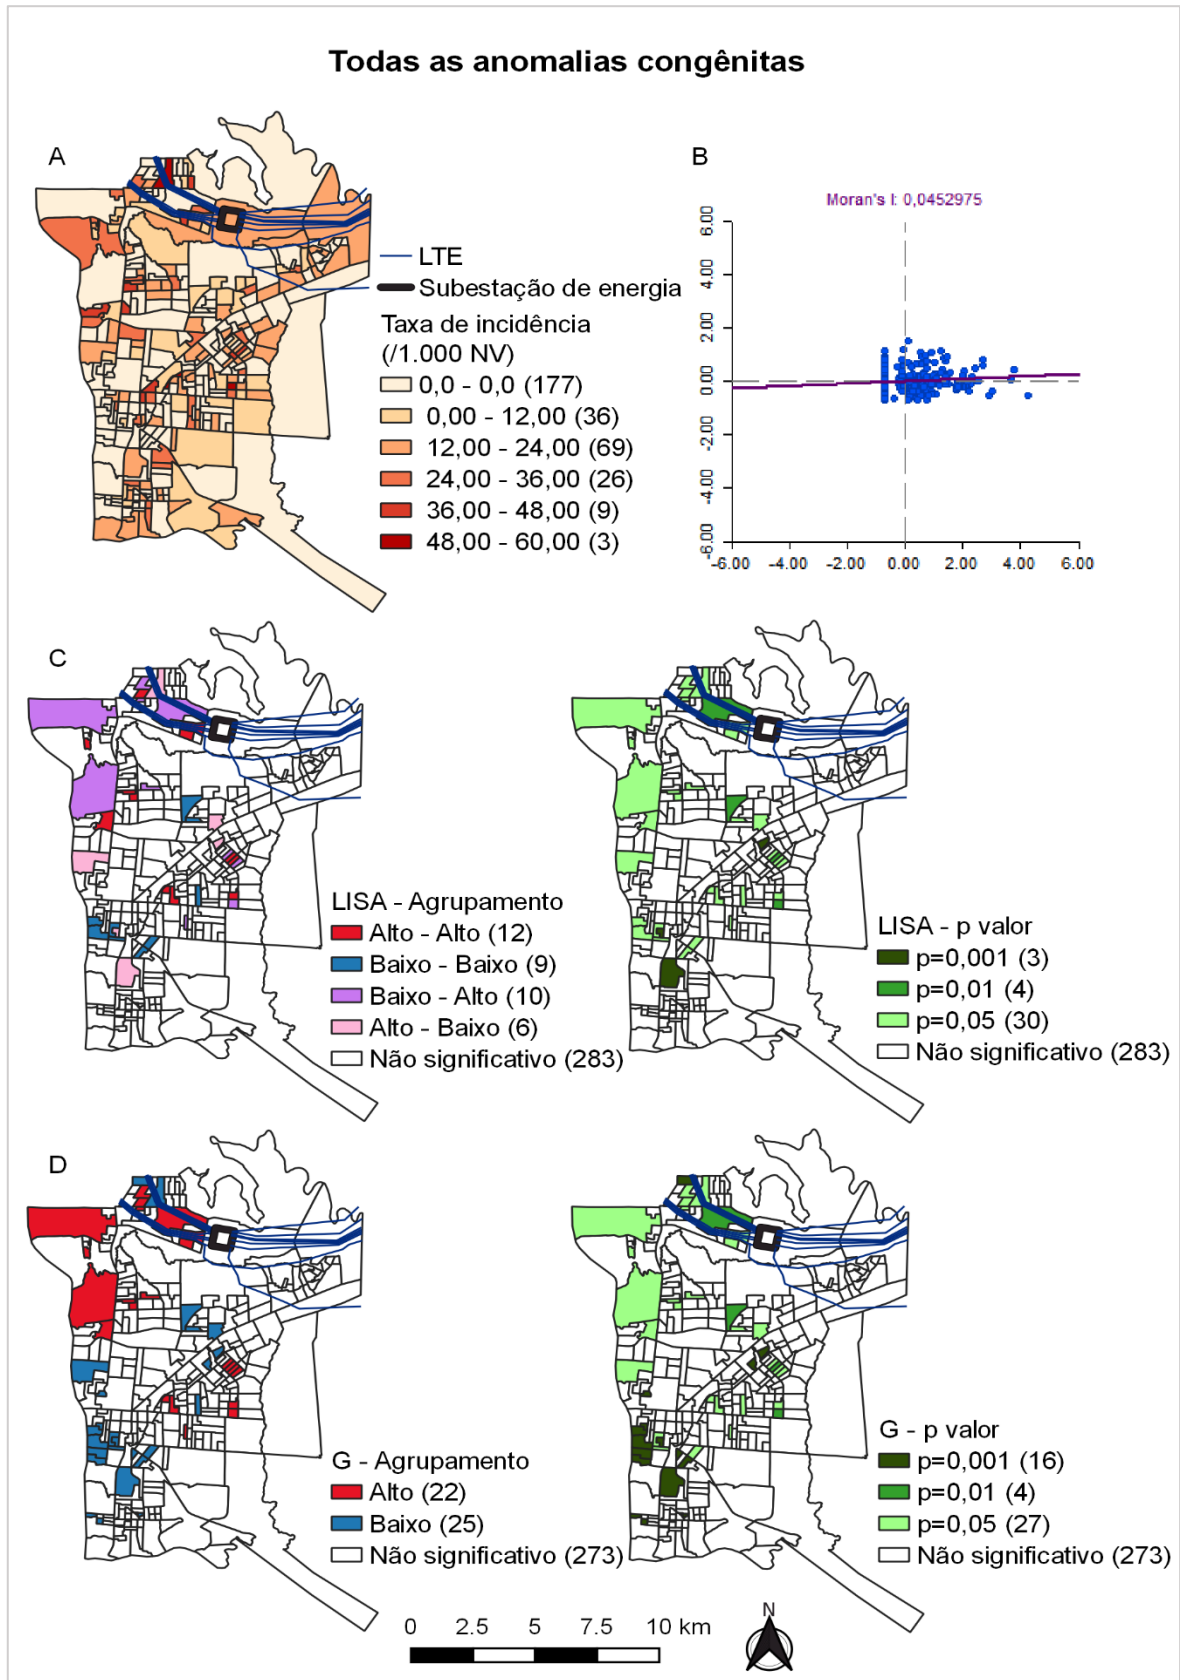 Todas as anomalias congênitas
A
B
Moran's I: 0,0452975
6.00
4.00
2.00
0.00
-2.00
-4.00
-6.00
-6.00 -4.00 -2.00 0.00 2.00 4.00 6.00
LTE
Subestação de energia
Taxa de incidência
(/1.000 NV)
0,0 - 0,0 (177)
0,00 - 12,00 (36)
12,00 - 24,00 (69)
24,00 - 36,00 (26)
36,00 - 48,00 (9)
48,00 - 60,00 (3)
C
LISA - Agrupamento
Alto - Alto (12)
Baixo - Baixo (9)
Baixo - Alto (10)
Alto - Baixo (6)
Não significativo (283)
LISA - p valor
p=0,001 (3)
p=0,01 (4)
p=0,05 (30)
Não significativo (283)
D
G - Agrupamento
Alto (22)
Baixo (25)
Não significativo (273)
G - p valor
p=0,001 (16)
p=0,01 (4)
p=0,05 (27)
Não significativo (273)
0 2.5 5 7.5 10 km
N